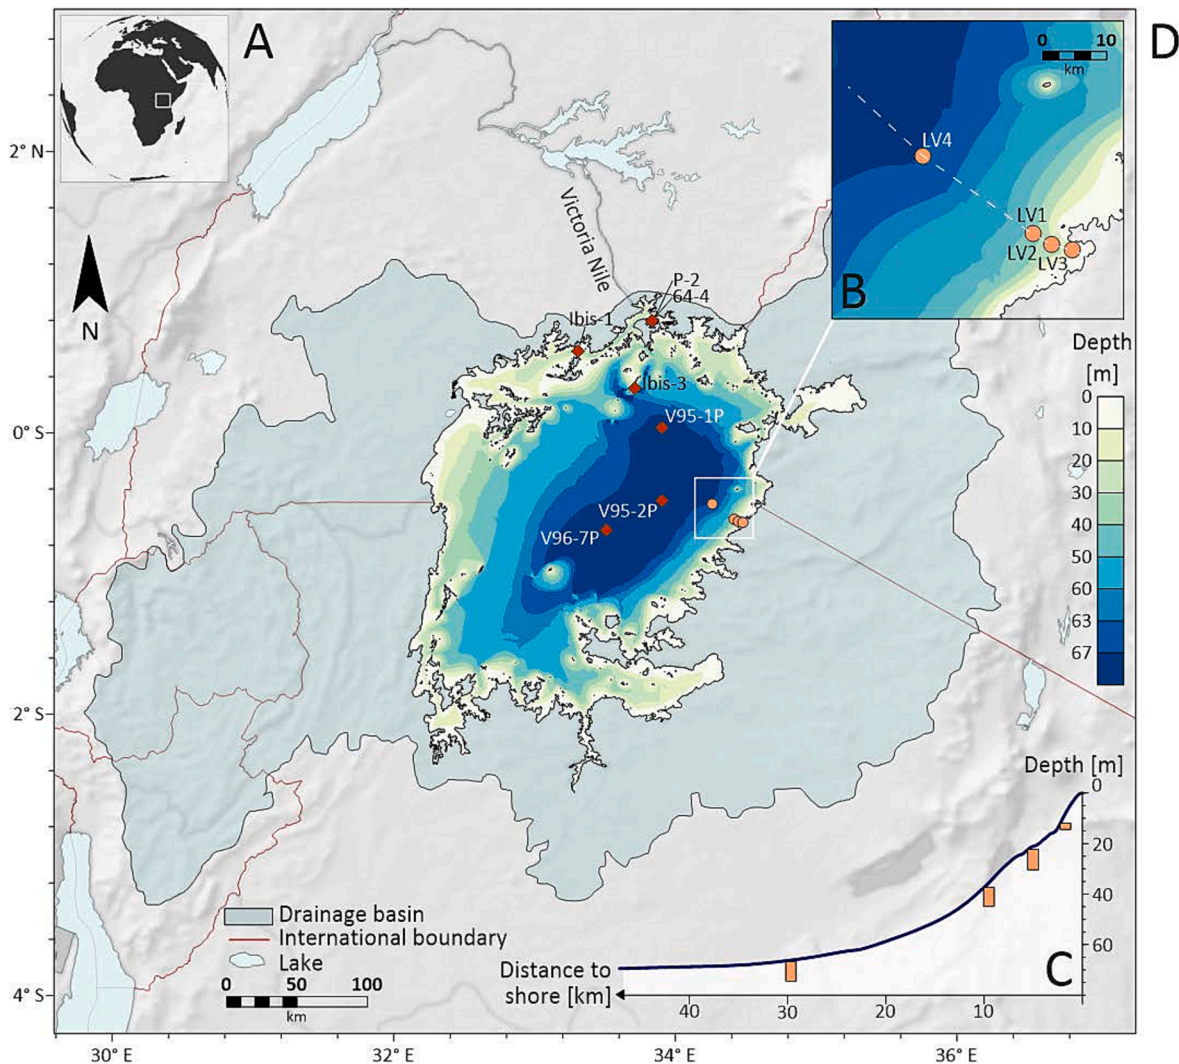 A
D
0 10
km
LV4
LV1
LV2
LV3
B
2° N
N
Victoria Nile
P-2
64-4
Ibis-1
Ibis-3
V95-1P
V95-2P
V96-7P
0° S
2° S
4° S
Depth
[m]
0
10
20
30
40
50
60
63
67
Depth [m]
0
20
40
60
C
Distance to
shore [km]
40 30 20 10
Drainage basin
International boundary
Lake
0 50 100
km
30° E 32° E 34° E 36° E